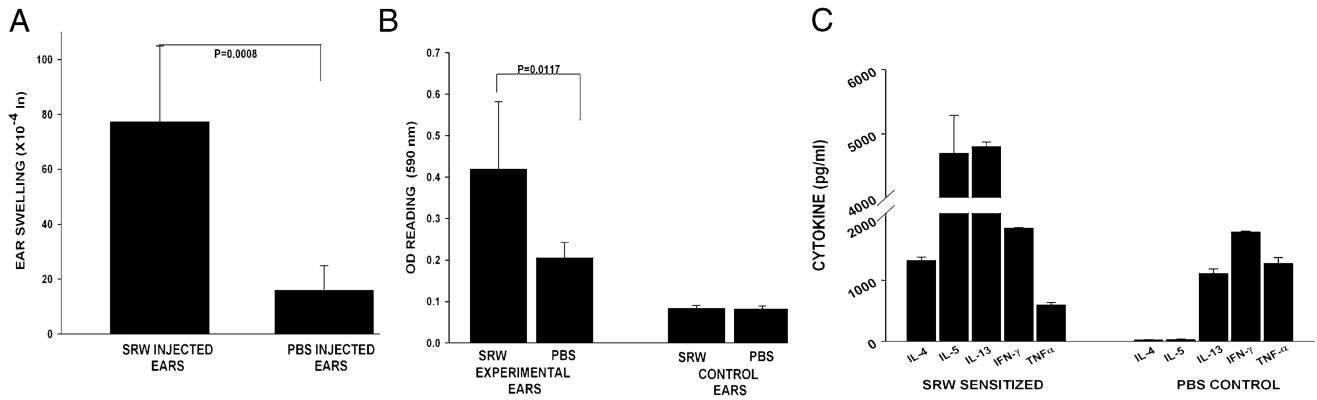 A
EAR SWELLING (X10⁻⁴ In)
100
80
60
40
20
0
P=0.0008
SRW INJECTED
EARS
PBS INJECTED
EARS
B
OD READING (590 nm)
0.7
0.6
0.5
0.4
0.3
0.2
0.1
0.0
P=0.0117
SRW PBS
EXPERIMENTAL
EARS
SRW PBS
CONTROL
EARS
C
CYTOKINE (pg/ml)
6000
5000
4000
2000
1000
0
IL-4 IL-5 IL-13 IFN-γ TNFα
SRW SENSITIZED
IL-4 IL-5 IL-13 IFN-γ TNF-α
PBS CONTROL